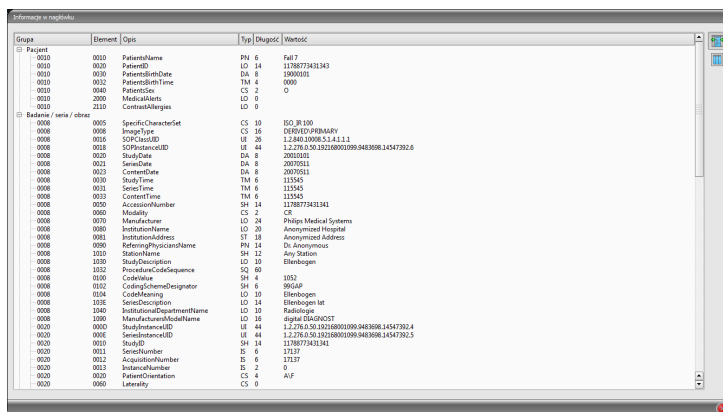 Informacje w nagłówku
Grupa Element Opis Typ Długość Wartość
Pacjent
0010 0010 PatientsName PN 6 Fall 7
0010 0020 PatientID LO 14 11788773431343
0010 0030 PatientsBirthDate DA 8 19000101
0010 0032 PatientsBirthTime TM 4 0000
0010 0040 PatientsSex CS 2 O
0010 2000 MedicalAlerts LO 0
0010 2110 ContrastAllergies LO 0
Badanie / seria / obraz
0008 0005 SpecificCharacterSet CS 10 ISO_IR 100
0008 0008 ImageType CS 16 DERIVED\PRIMARY
0008 0016 SOPClassUID UI 26 1.2.840.10008.5.1.4.1.1.1
0008 0018 SOPInstanceUID UI 44 1.2.276.0.50.192168001099.9483698.14547392.6
0008 0020 StudyDate DA 8 20010101
0008 0021 SeriesDate DA 8 20070511
0008 0023 ContentDate DA 8 20070511
0008 0030 StudyTime TM 6 115545
0008 0031 SeriesTime TM 6 115545
0008 0033 ContentTime TM 6 115545
0008 0050 AccessionNumber SH 14 11788773431341
0008 0060 Modality CS 2 CR
0008 0070 Manufacturer LO 24 Philips Medical Systems
0008 0080 InstitutionName LO 20 Anonymized Hospital
0008 0081 InstitutionAddress ST 18 Anonymized Address
0008 0090 ReferringPhysiciansName PN 14 Dr. Anonymous
0008 1010 StationName SH 12 Any Station
0008 1030 StudyDescription LO 10 Ellenbogen
0008 1032 ProcedureCodeSequence SQ 60
0008 0100 CodeValue SH 4 1052
0008 0102 CodingSchemeDesignator SH 6 99GAP
0008 0104 CodeMeaning LO 10 Ellenbogen
0008 103E SeriesDescription LO 14 Ellenbogen lat
0008 1040 InstitutionalDepartmentName LO 10 Radiologie
0008 1090 ManufacturersModelName LO 16 digital DIAGNOST
0020 000D StudyInstanceUID UI 44 1.2.276.0.50.192168001099.9483698.14547392.4
0020 000E SeriesInstanceUID UI 44 1.2.276.0.50.192168001099.9483698.14547392.5
0020 0010 StudyID SH 14 11788773431341
0020 0011 SeriesNumber IS 6 17137
0020 0012 AcquisitionNumber IS 6 17137
0020 0013 InstanceNumber IS 2 0
0020 0020 PatientOrientation CS 4 A\F
0020 0060 Laterality CS 0